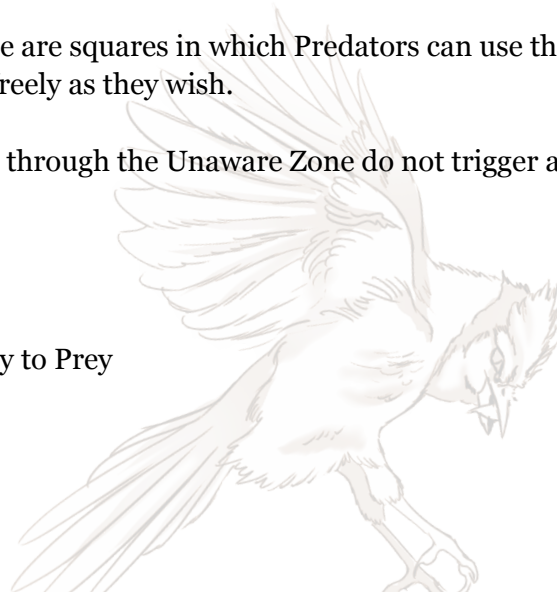 e are squares in which Predators can use th
reely as they wish.
through the Unaware Zone do not trigger a
y to Prey